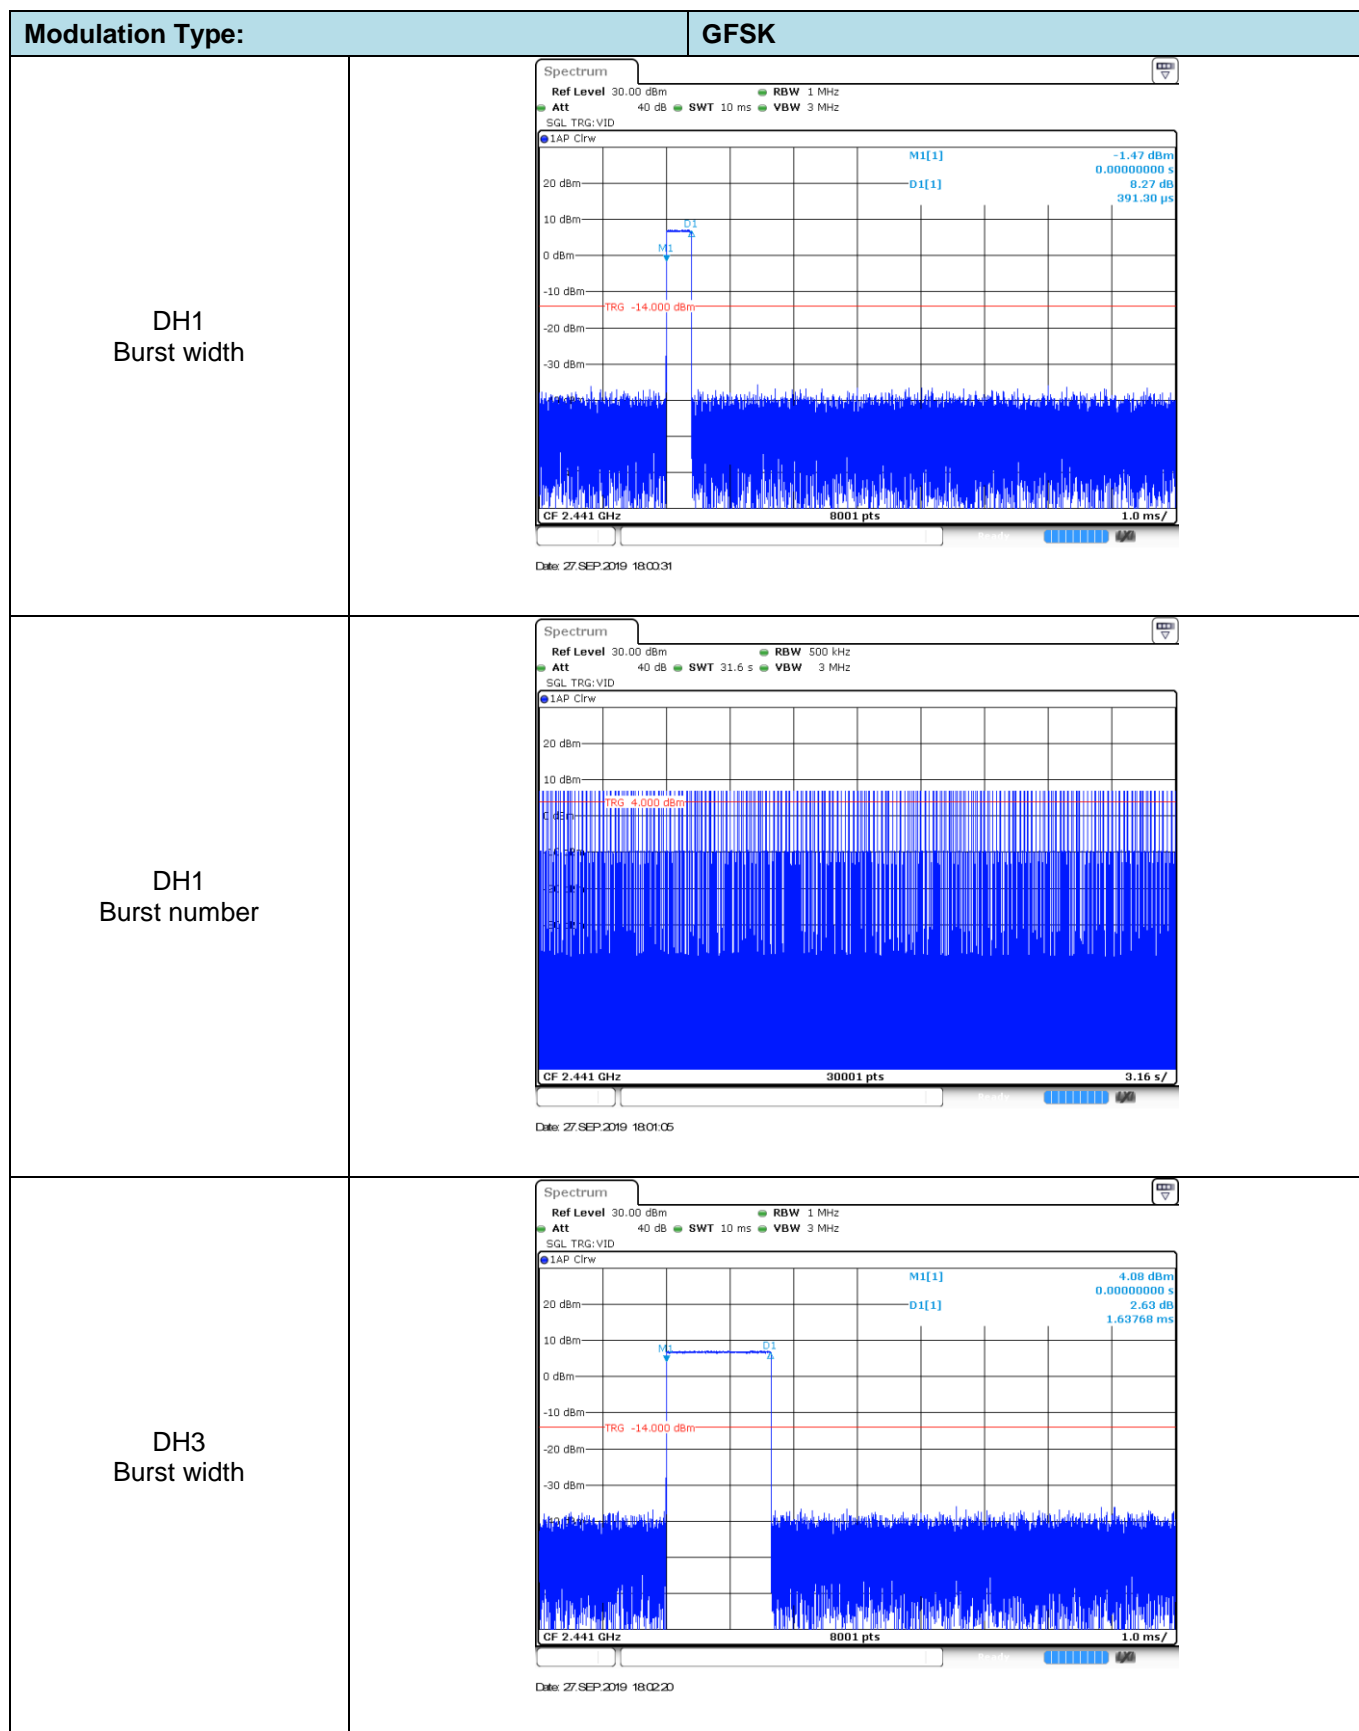 Modulation Type: GFSK
DH1
Burst width
Spectrum
Ref Level 30.00 dBm RBW 1 MHz
Att 40 dB SWT 10 ms VBW 3 MHz
SGL TRG:VID
1AP Clrw
M1[1] -1.47 dBm
0.00000000 s
20 dBm D1[1] 8.27 dB
391.30 µs
10 dBm
D1
M1
0 dBm
-10 dBm
TRG -14.000 dBm
-20 dBm
-30 dBm
CF 2.441 GHz 8001 pts 1.0 ms/
Date: 27.SEP.2019 18:00:31
DH1
Burst number
Spectrum
Ref Level 30.00 dBm RBW 500 kHz
Att 40 dB SWT 31.6 s VBW 3 MHz
SGL TRG:VID
1AP Clrw
20 dBm
10 dBm
TRG 4.000 dBm
0 dBm
CF 2.441 GHz 30001 pts 3.16 s/
Date: 27.SEP.2019 18:01:05
DH3
Burst width
Spectrum
Ref Level 30.00 dBm RBW 1 MHz
Att 40 dB SWT 10 ms VBW 3 MHz
SGL TRG:VID
1AP Clrw
M1[1] 4.08 dBm
0.00000000 s
20 dBm D1[1] 2.63 dB
1.63768 ms
10 dBm
M1 D1
0 dBm
-10 dBm
TRG -14.000 dBm
-20 dBm
-30 dBm
CF 2.441 GHz 8001 pts 1.0 ms/
Date: 27.SEP.2019 18:02:20